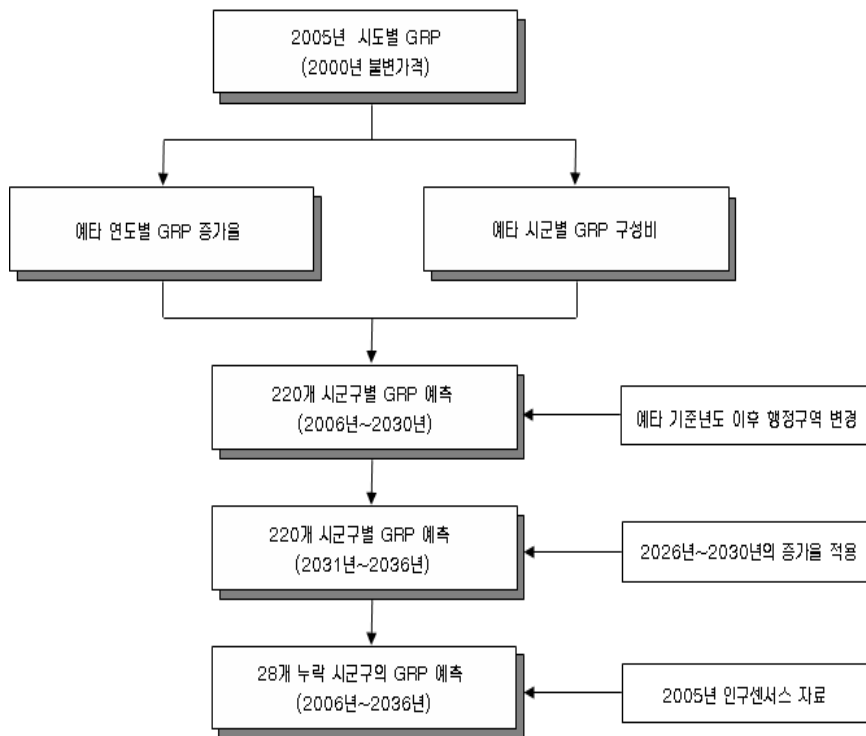 2005년 시도별 GRP
(2000년 불변가격)
예타 연도별 GRP 증가율
예타 시군별 GRP 구성비
220개 시군구별 GRP 예측
(2006년~2030년)
예타 기준년도 이후 행정구역 변경
220개 시군구별 GRP 예측
(2031년~2036년)
2026년~2030년의 증가율 적용
28개 누락 시군구의 GRP 예측
(2006년~2036년)
2005년 인구센서스 자료